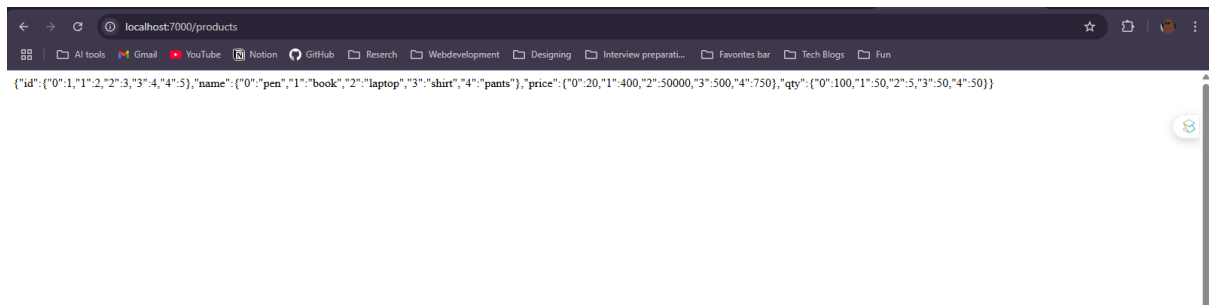 localhost:7000/products
AI tools Gmail YouTube Notion GitHub Reserch Webdevelopment Designing Interview preparati... Favorites bar Tech Blogs Fun
{"id":{"0":1,"1":2,"2":3,"3":4,"4":5},"name":{"0":"pen","1":"book","2":"laptop","3":"shirt","4":"pants"},"price":{"0":20,"1":400,"2":50000,"3":500,"4":750},"qty":{"0":100,"1":50,"2":5,"3":50,"4":50}}